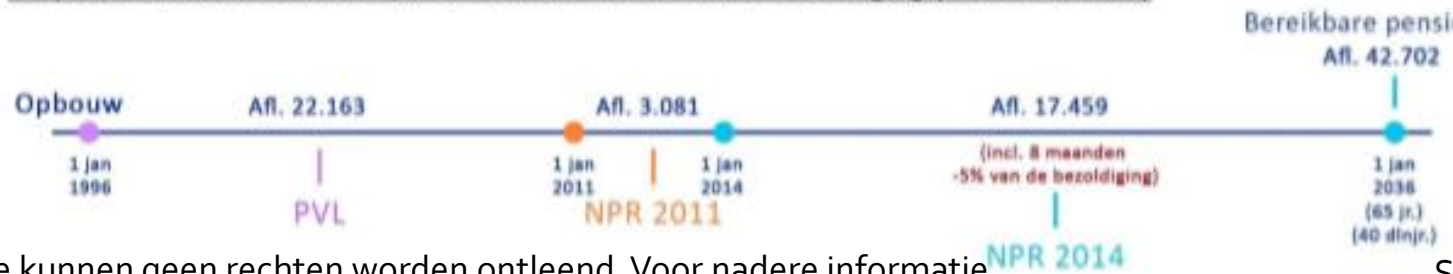 Bereikbare pensi
Afl. 42.702
Opbouw
Afl. 22.163
Afl. 3.081
Afl. 17.459
1 jan
1996
1 jan
2011
1 jan
2014
(incl. 8 maanden
-5% van de bezoldiging)
1 jan
2036
(65 jr.)
(40 dnjr.)
PVL
NPR 2011
NPR 2014
e kunnen geen rechten worden ontleend. Voor nadere informatie
S